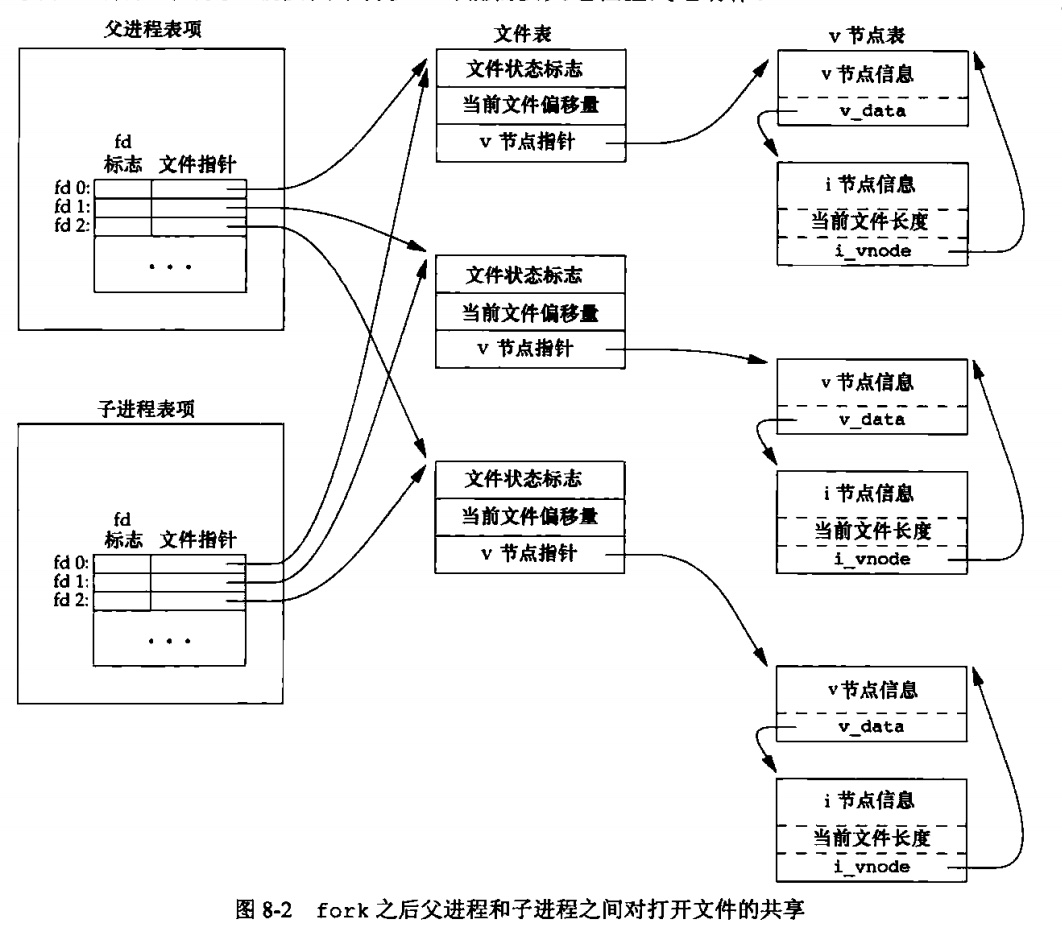 父进程表项
fd
标志 文件指针
fd 0:
fd 1:
fd 2:
• • •
子进程表项
fd
标志 文件指针
fd 0:
fd 1:
fd 2:
• • •
文件表
文件状态标志
当前文件偏移量
v 节点指针
文件状态标志
当前文件偏移量
v 节点指针
文件状态标志
当前文件偏移量
v 节点指针
v 节点表
v 节点信息
v_data
i 节点信息
当前文件长度
i_vnode
v 节点信息
v_data
i 节点信息
当前文件长度
i_vnode
v 节点信息
v_data
i 节点信息
当前文件长度
i_vnode
图 8-2 fork 之后父进程和子进程之间对打开文件的共享